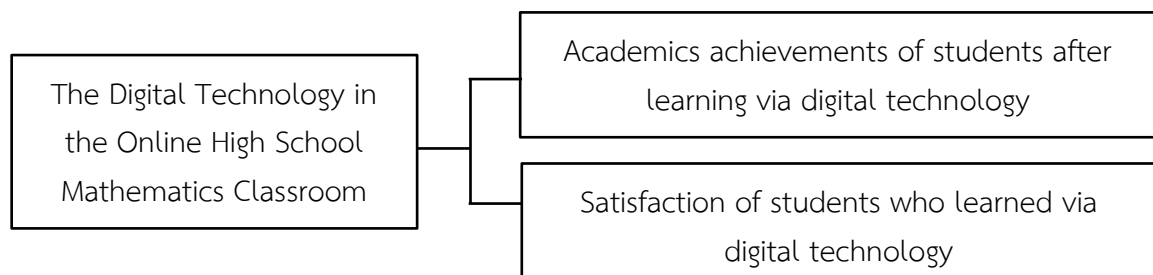 The Digital Technology in
the Online High School
Mathematics Classroom
Academics achievements of students after
learning via digital technology
Satisfaction of students who learned via
digital technology